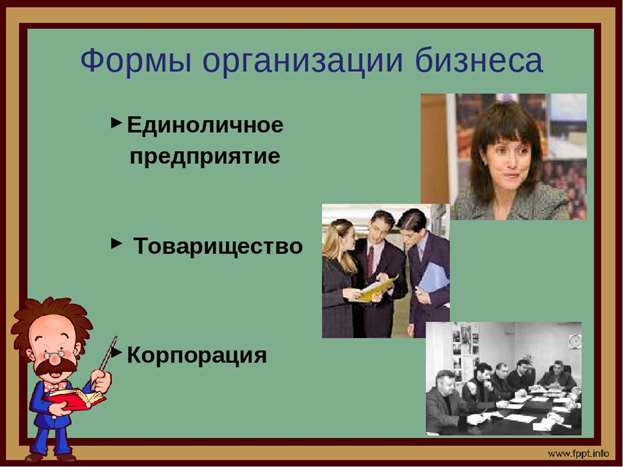 Формы организации бизнеса
Единоличное
предприятие
Товарищество
Корпорация
www.fppt.info